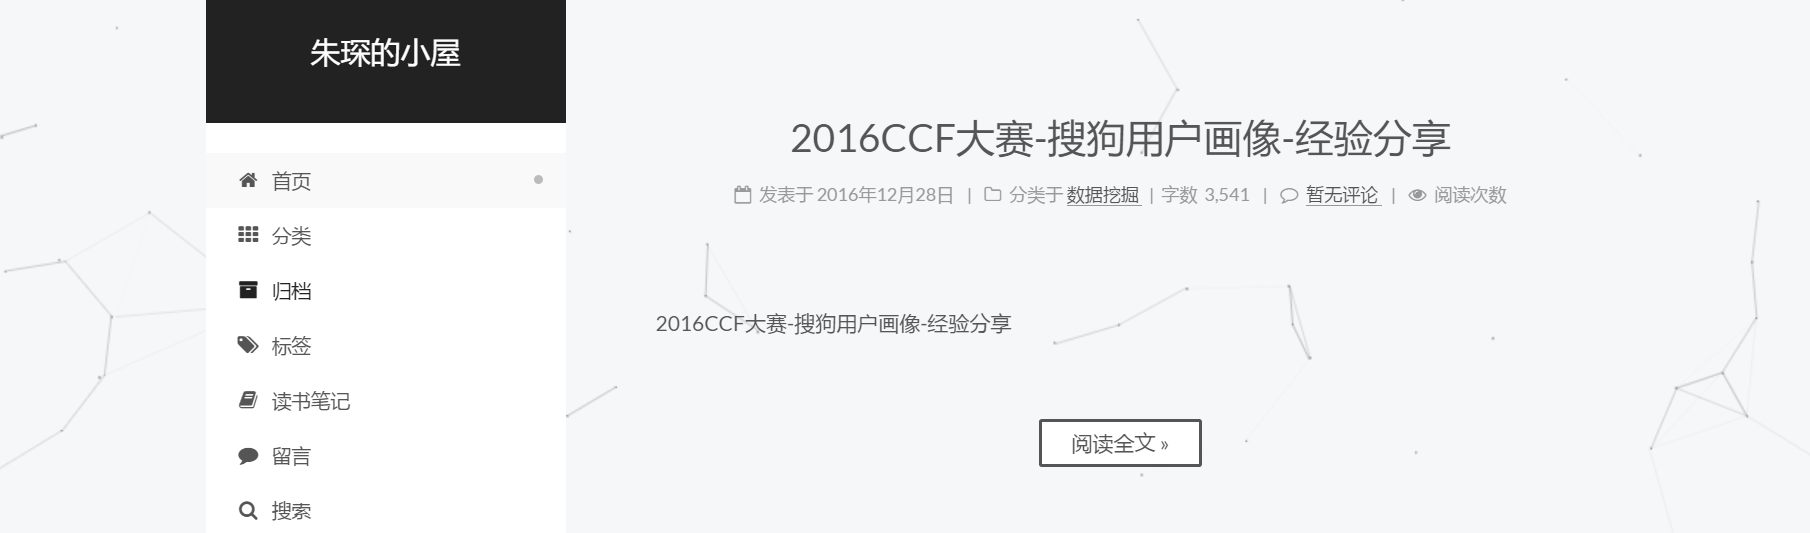 朱琛的小屋
首页
分类
归档
标签
读书笔记
留言
搜索
2016CCF大赛-搜狗用户画像-经验分享
发表于 2016年12月28日 | 分类于 数据挖掘 | 字数 3,541 | 暂无评论 | 阅读次数
2016CCF大赛-搜狗用户画像-经验分享
阅读全文 »